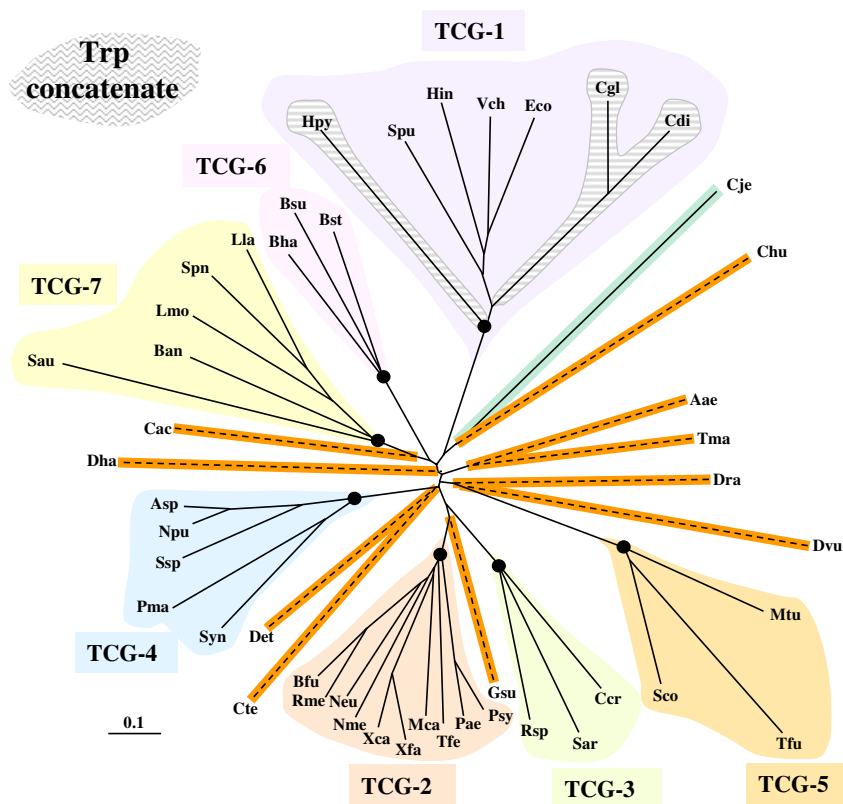 TCG-1
Trp
concatenate
Hin
Vch
Eco
Cgl
Hpy
Spu
Cdi
TCG-6
Cje
Bsu
Bst
Lla
Bha
Chu
Spn
TCG-7
Lmo
Ban
Sau
Aae
Cac
Tma
Dha
Dra
Asp
Npu
Dvu
Ssp
Pma
Mtu
Syn
Det
TCG-4
Bfu
Rme
Neu
Gsu
Ccr
Sco
Cte
Nme
Mca
Pae
Psy
0.1
Xca
Tfe
Rsp
Xfa
Sar
Tfu
TCG-2
TCG-3
TCG-5